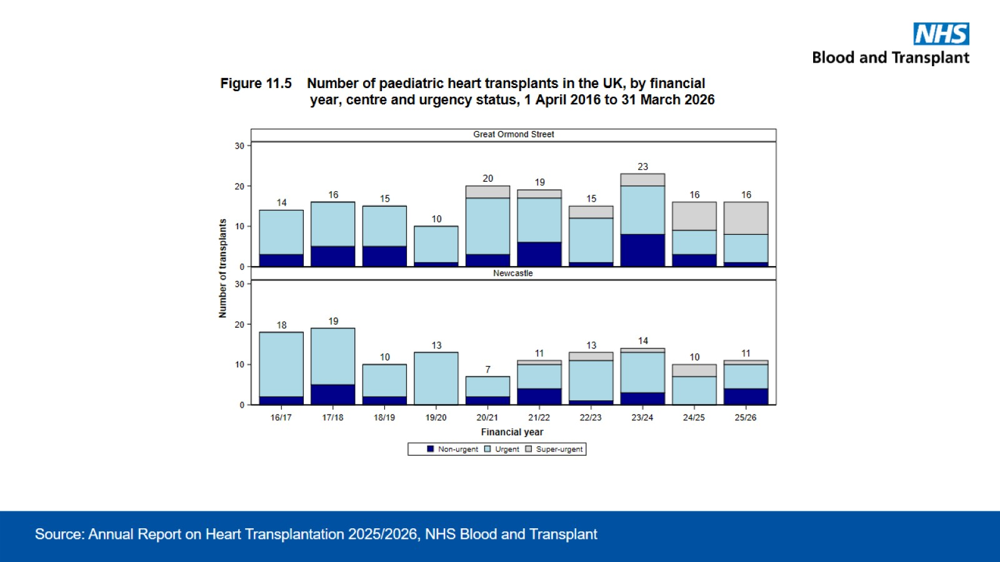 NHS
Blood and Transplant
Figure 11.5 Number of paediatric heart transplants in the UK, by financial
year, centre and urgency status, 1 April 2016 to 31 March 2026
Great Ormond Street
30
20
10
0
14
16
15
10
20
19
15
23
16
16
Number of transplants
Newcastle
30
20
10
0
18
19
10
13
7
11
13
14
10
11
16/17 17/18 18/19 19/20 20/21 21/22 22/23 23/24 24/25 25/26
Financial year
Non-urgent Urgent Super-urgent
Source: Annual Report on Heart Transplantation 2025/2026, NHS Blood and Transplant